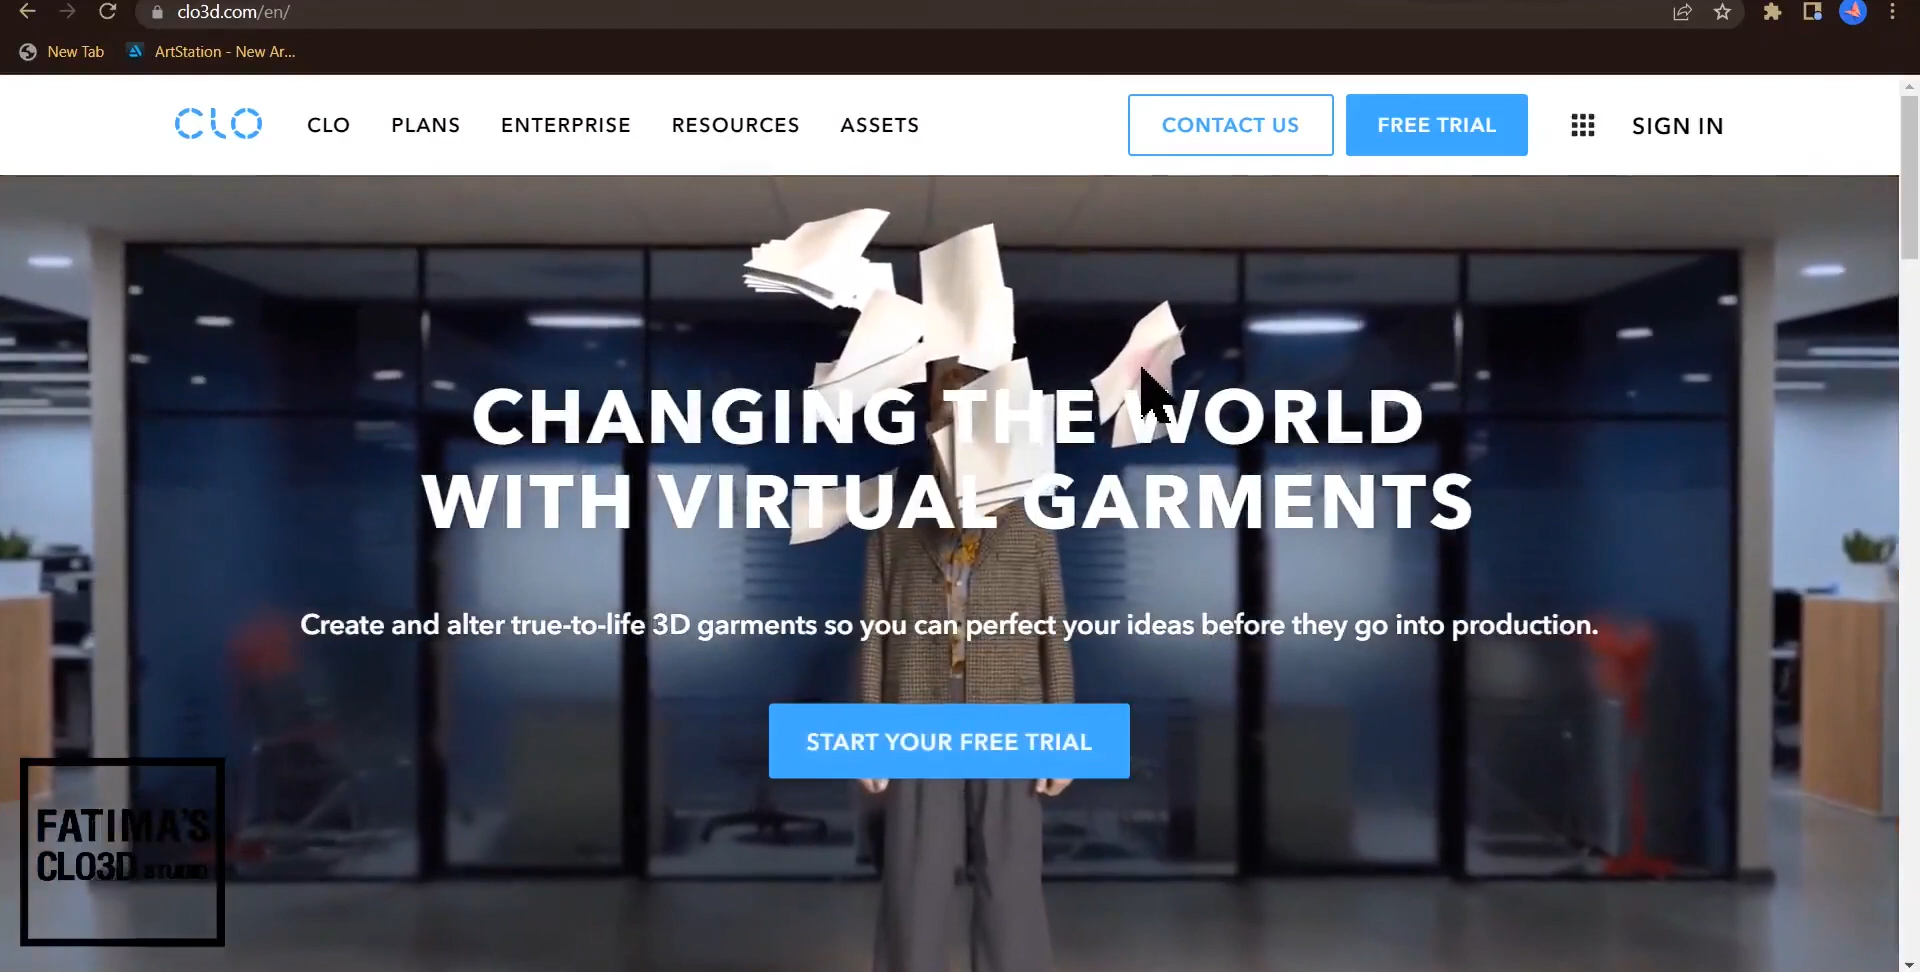 clo3d.com/en/
New Tab
ArtStation - New Ar...
CLO
CLO
PLANS
ENTERPRISE
RESOURCES
ASSETS
CONTACT US
FREE TRIAL
SIGN IN
CHANGING THE WORLD
WITH VIRTUAL GARMENTS
Create and alter true-to-life 3D garments so you can perfect your ideas before they go into production.
START YOUR FREE TRIAL
FATIMA'S
CLO3D STUDIO